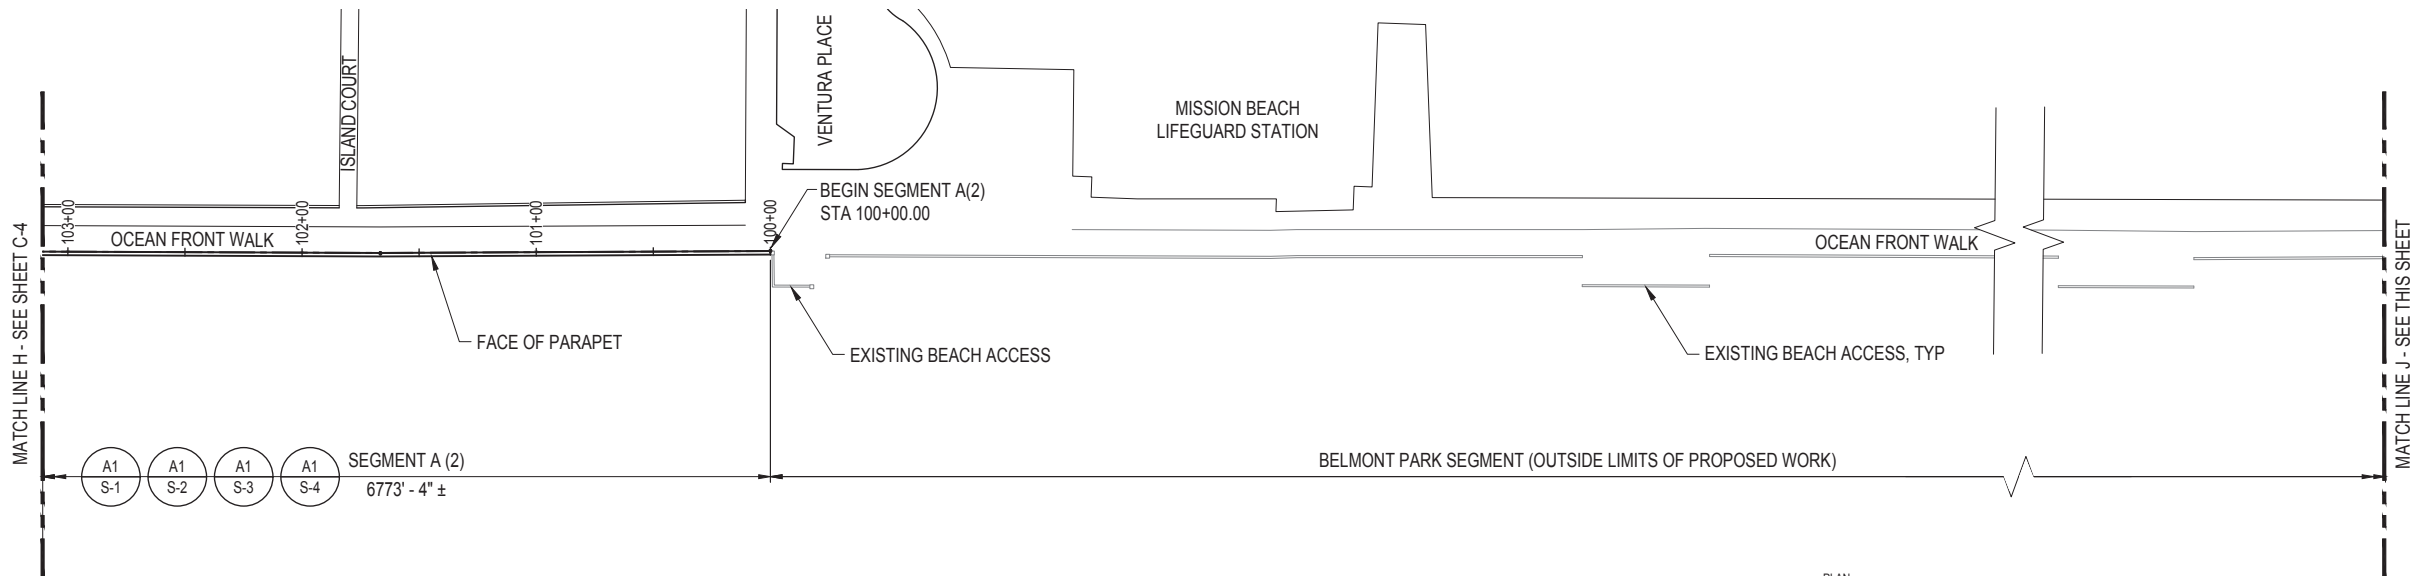 ISLAND COURT
VENTURA PLACE
MISSION BEACH
LIFEGUARD STATION
BEGIN SEGMENT A(2)
STA 100+00.00
103+00
102+00
101+00
100+00
OCEAN FRONT WALK
OCEAN FRONT WALK
FACE OF PARAPET
EXISTING BEACH ACCESS
EXISTING BEACH ACCESS, TYP
MATCH LINE H - SEE SHEET C-4
MATCH LINE J - SEE THIS SHEET
A1
S-1
A1
S-2
A1
S-3
A1
S-4
SEGMENT A (2)
6773' - 4" ±
BELMONT PARK SEGMENT (OUTSIDE LIMITS OF PROPOSED WORK)